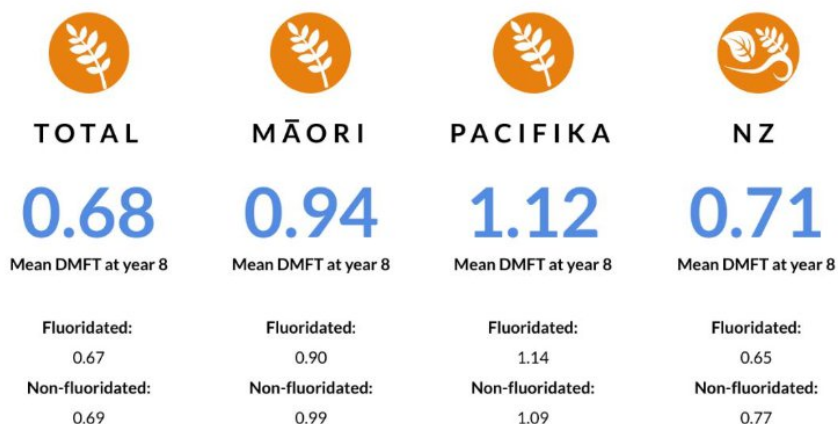 TOTAL
0.68
Mean DMFT at year 8
Fluoridated:
0.67
Non-fluoridated:
0.69
MĀORI
0.94
Mean DMFT at year 8
Fluoridated:
0.90
Non-fluoridated:
0.99
PACIFIKA
1.12
Mean DMFT at year 8
Fluoridated:
1.14
Non-fluoridated:
1.09
NZ
0.71
Mean DMFT at year 8
Fluoridated:
0.65
Non-fluoridated:
0.77